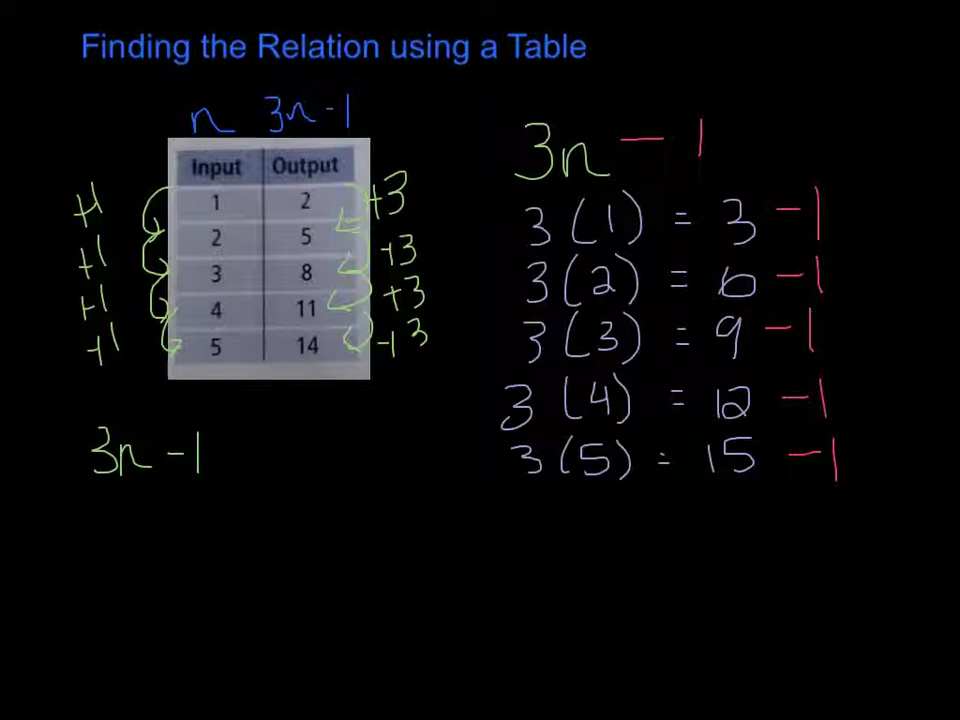 Finding the Relation using a Table
n 3n - 1
Input Output
1 2
2 5
3 8
4 11
5 14
+1 +3
+1 +3
+1 +3
+1 +3
3n - 1
3n - 1
3 (1) = 3 - 1
3 (2) = 6 - 1
3 (3) = 9 - 1
3 (4) = 12 - 1
3 (5) = 15 - 1